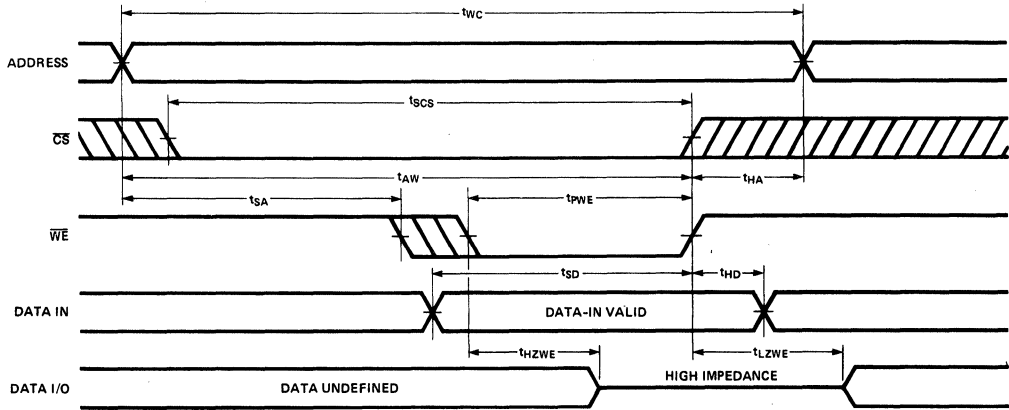 tWC
ADDRESS
tSCS
CS
tAW
tHA
tSA
tPWE
WE
tSD
tHD
DATA IN
DATA-IN VALID
tHZWE
tLZWE
HIGH IMPEDANCE
DATA I/O
DATA UNDEFINED